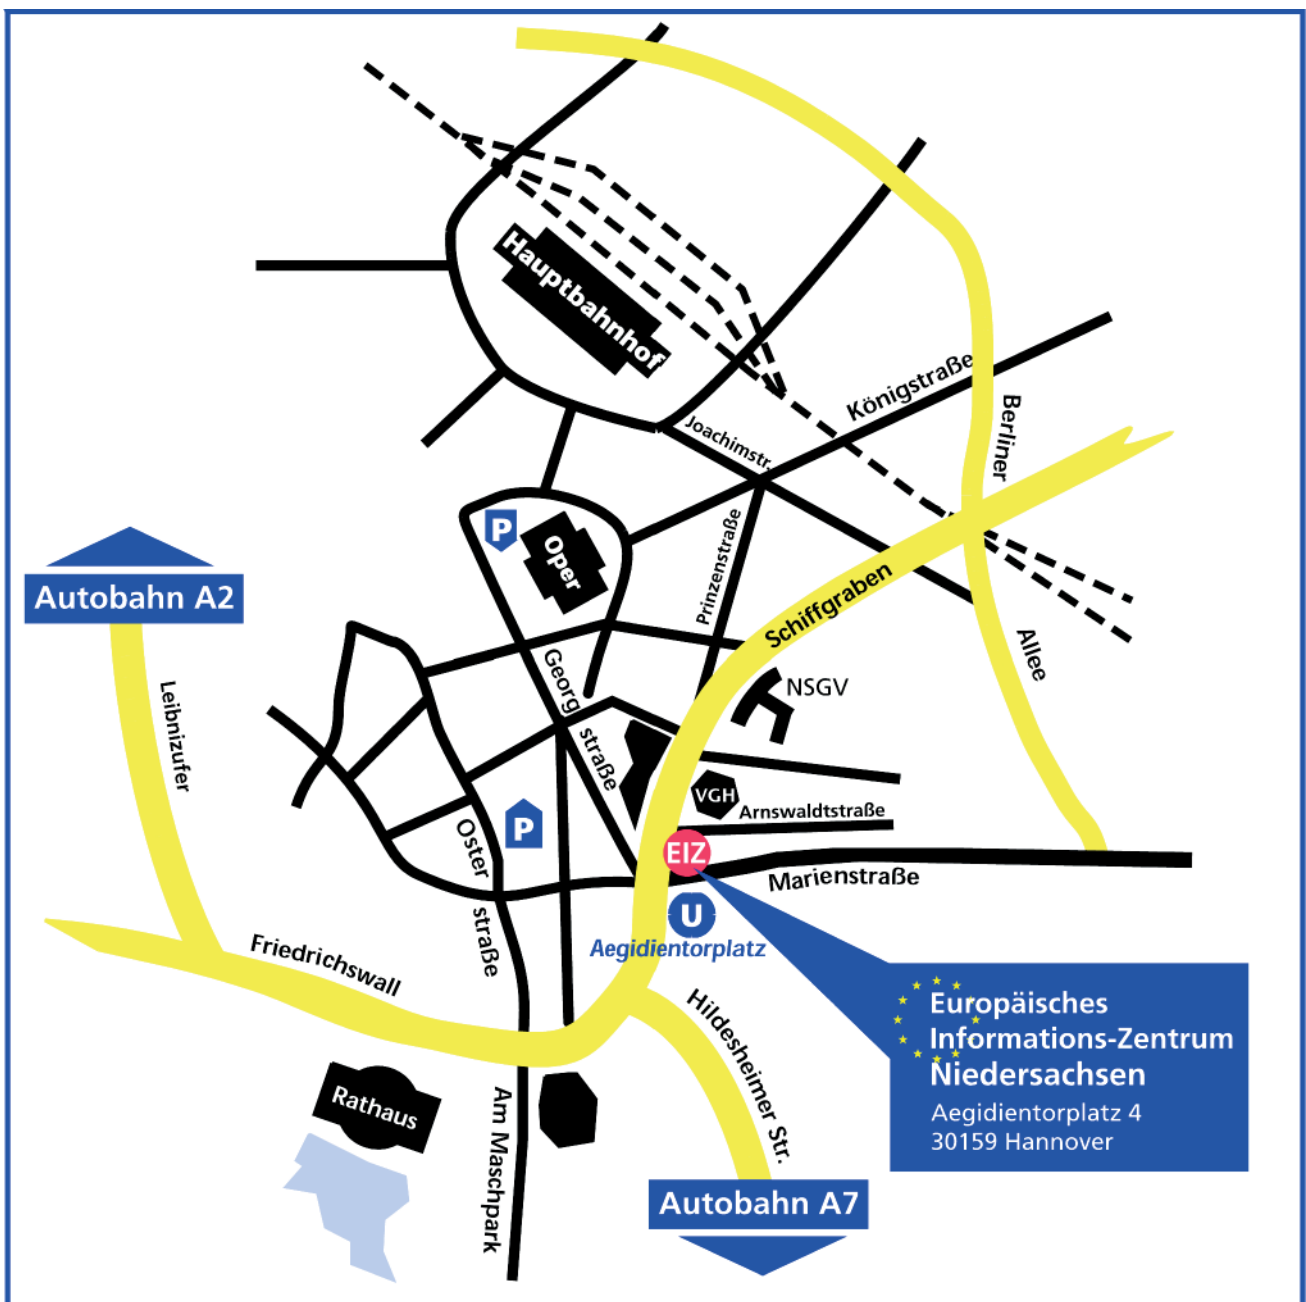 Hauptbahnhof
Königstraße
Joachimstr.
Berliner
Allee
P
Oper
Prinzenstraße
Schiffgraben
Autobahn A2
Leibnizufer
Georg
straße
NSGV
VGH
Arnswaldtstraße
P
Oster
straße
EIZ
Marienstraße
U
Aegidientorplatz
Friedrichswall
Hildesheimer Str.
Europäisches
Informations-Zentrum
Niedersachsen
Aegidientorplatz 4
30159 Hannover
Rathaus
Am Maschpark
Autobahn A7